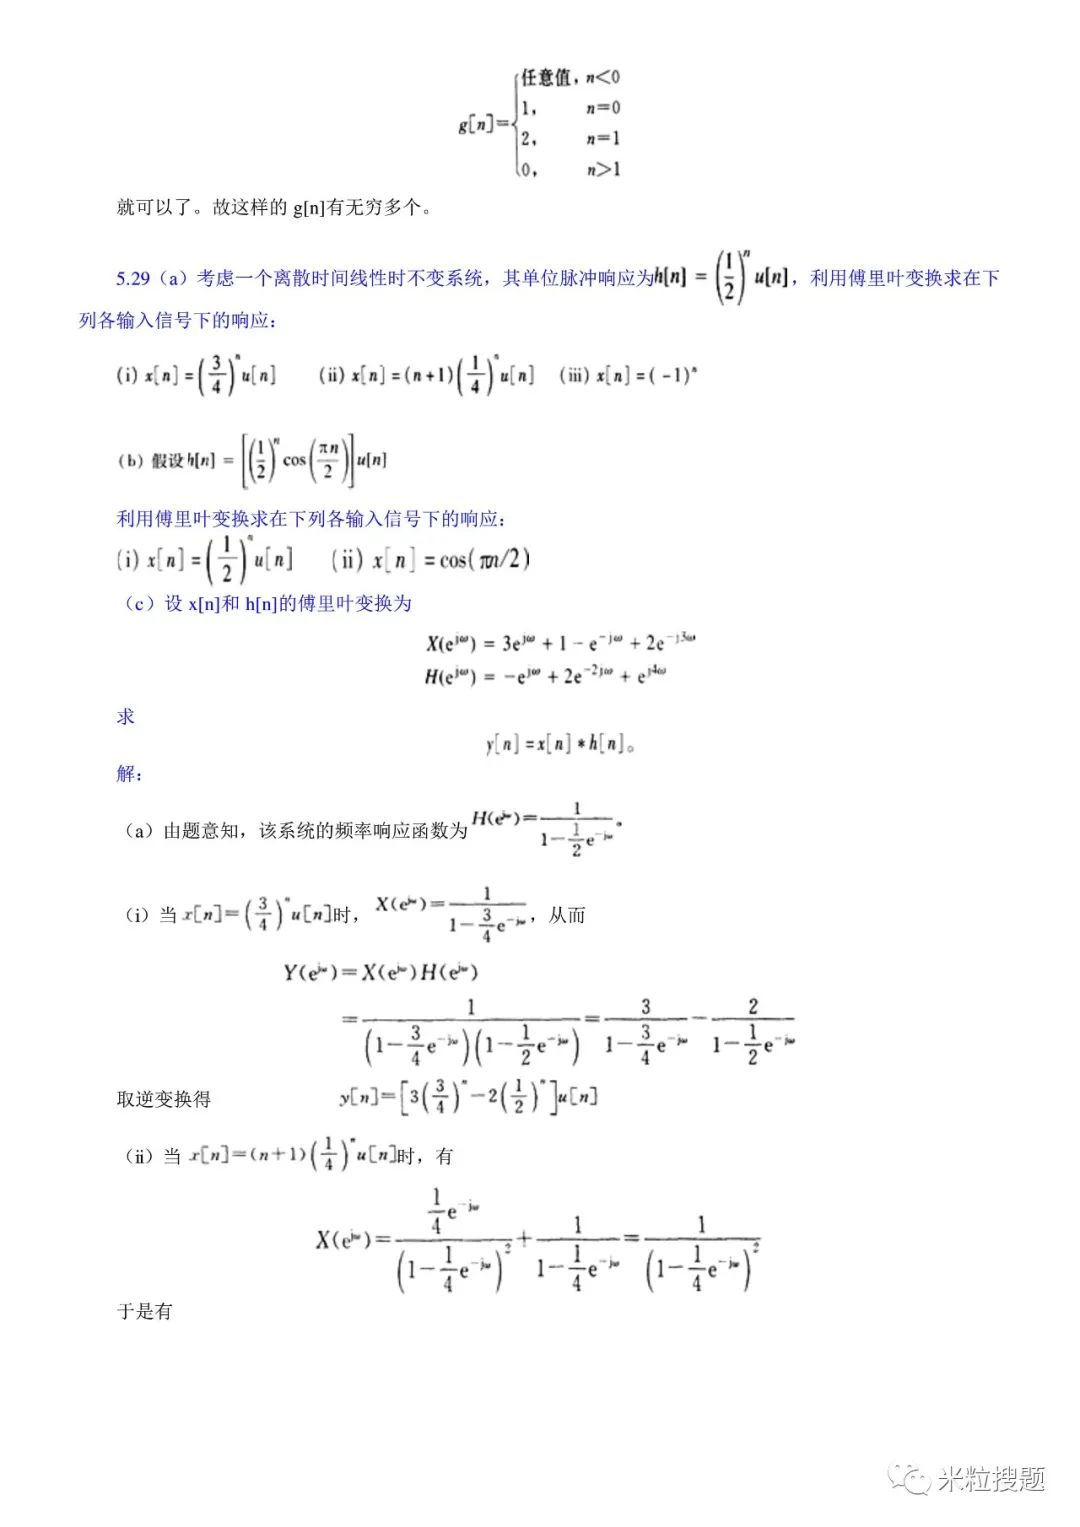 g[n]={任意值, n<0
1, n=0
2, n=1
0, n>1
就可以了。故这样的 g[n]有无穷多个。
5.29（a）考虑一个离散时间线性时不变系统，其单位脉冲响应为h[n] = (1/2)^n u[n]，利用傅里叶变换求在下
列各输入信号下的响应：
(i) x[n]=(3/4)^n u[n] (ii) x[n]=(n+1)(1/4)^n u[n] (iii) x[n]=(-1)^n
(b) 假设h[n] = [(1/2)^n cos(πn/2)]u[n]
利用傅里叶变换求在下列各输入信号下的响应：
(i) x[n]=(1/2)^n u[n] (ii) x[n]=cos(πn/2)
（c）设 x[n]和 h[n]的傅里叶变换为
X(e^jω) = 3e^jω + 1 - e^-jω + 2e^-j3ω
H(e^jω) = -e^jω + 2e^-2jω + e^j4ω
求
y[n]=x[n]*h[n]。
解：
（a）由题意知，该系统的频率响应函数为 H(e^jω)=1/(1-1/2 e^-jω)。
（i）当 x[n]=(3/4)^n u[n]时， X(e^jω)=1/(1-3/4 e^-jω)，从而
Y(e^jω)=X(e^jω)H(e^jω)
=1/((1-3/4 e^-jω)(1-1/2 e^-jω))=3/(1-3/4 e^-jω)-2/(1-1/2 e^-jω)
取逆变换得 y[n]=[3(3/4)^n-2(1/2)^n]u[n]
（ii）当 x[n]=(n+1)(1/4)^n u[n]时，有
X(e^jω)=(1/4 e^-jω)/(1-1/4 e^-jω)^2+1/(1-1/4 e^-jω)=1/(1-1/4 e^-jω)^2
于是有
米粒搜题